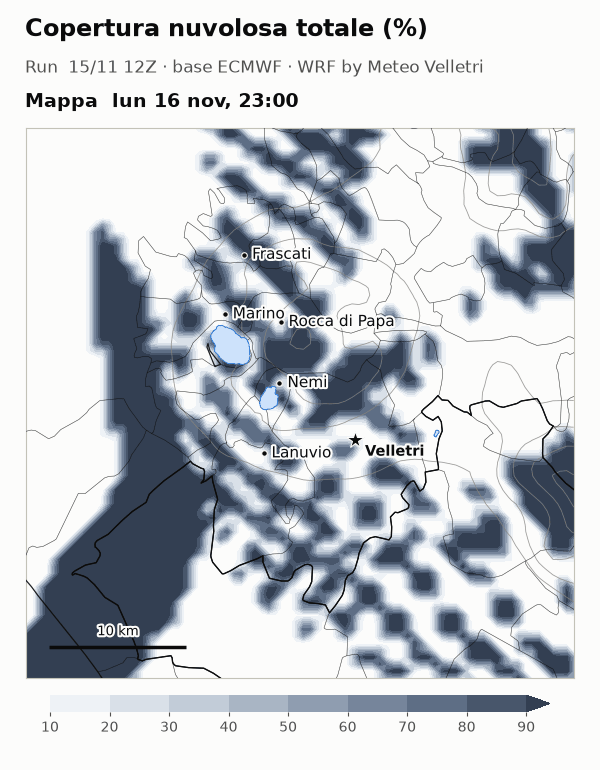 Copertura nuvolosa totale (%)
Run  15/11 12Z · base ECMWF · WRF by Meteo Velletri
Mappa  lun 16 nov, 23:00
Frascati
Marino
Rocca di Papa
Nemi
Velletri
Lanuvio
10 km
10 20 30 40 50 60 70 80 90